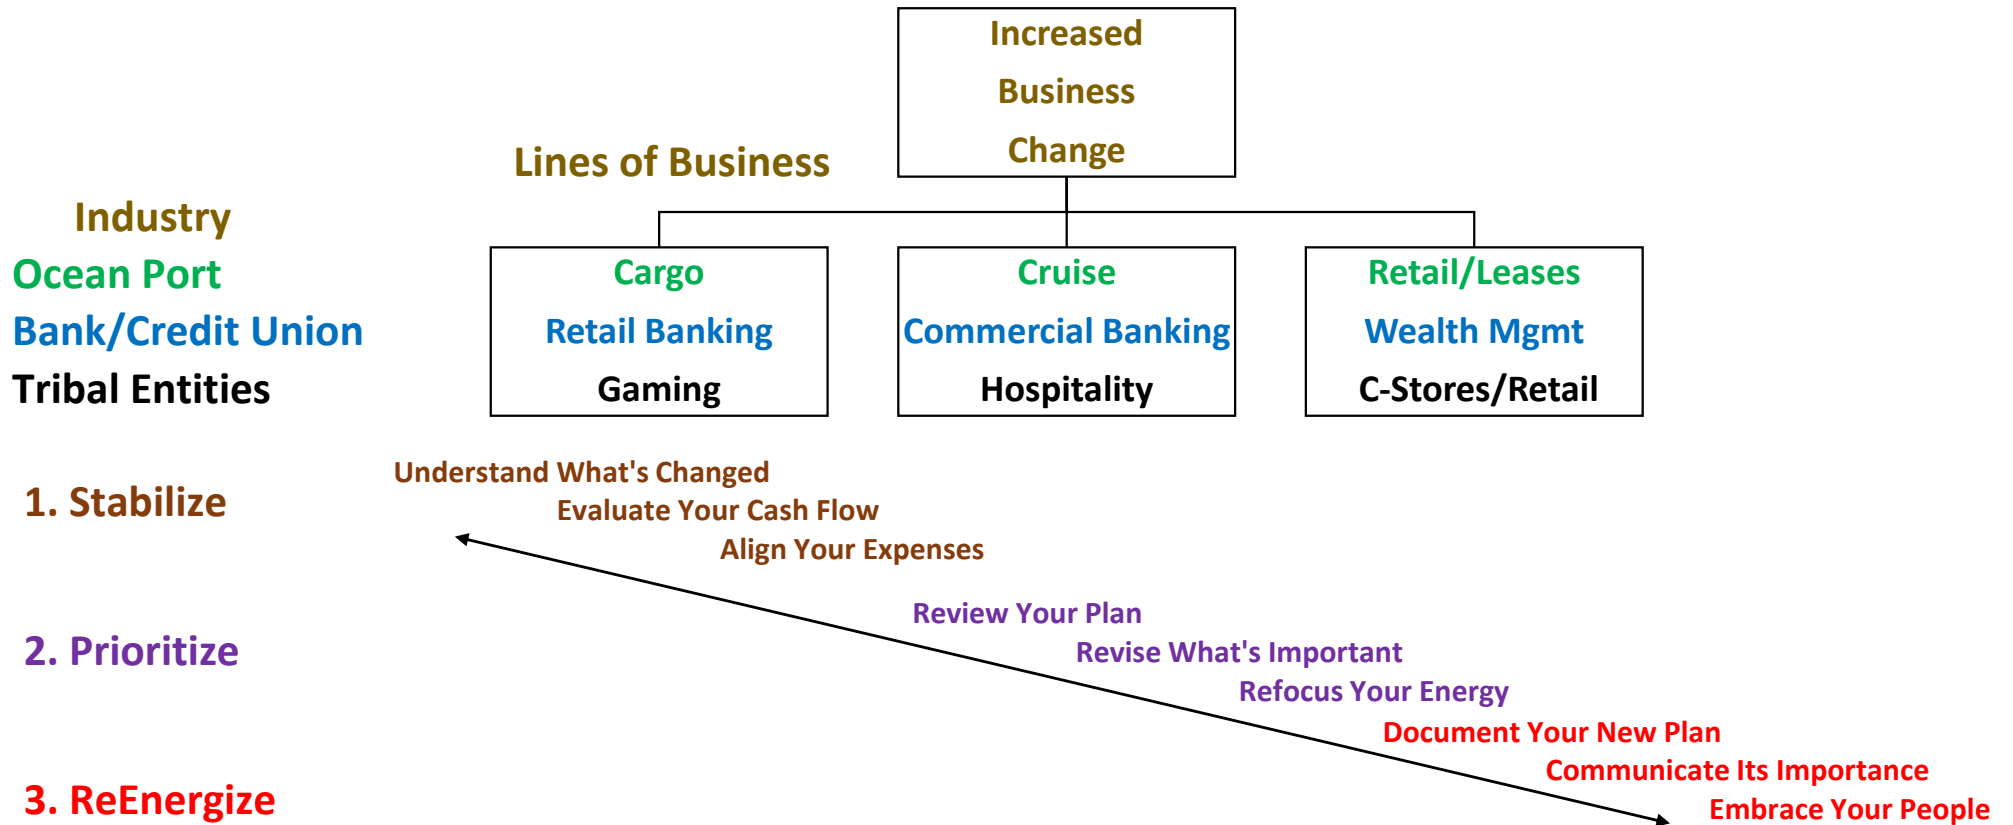 Increased
Business
Change
Lines of Business
Industry
Ocean Port
Cargo
Cruise
Retail/Leases
Bank/Credit Union
Retail Banking
Commercial Banking
Wealth Mgmt
Tribal Entities
Gaming
Hospitality
C-Stores/Retail
1. Stabilize
Understand What's Changed
Evaluate Your Cash Flow
Align Your Expenses
2. Prioritize
Review Your Plan
Revise What's Important
Refocus Your Energy
3. ReEnergize
Document Your New Plan
Communicate Its Importance
Embrace Your People